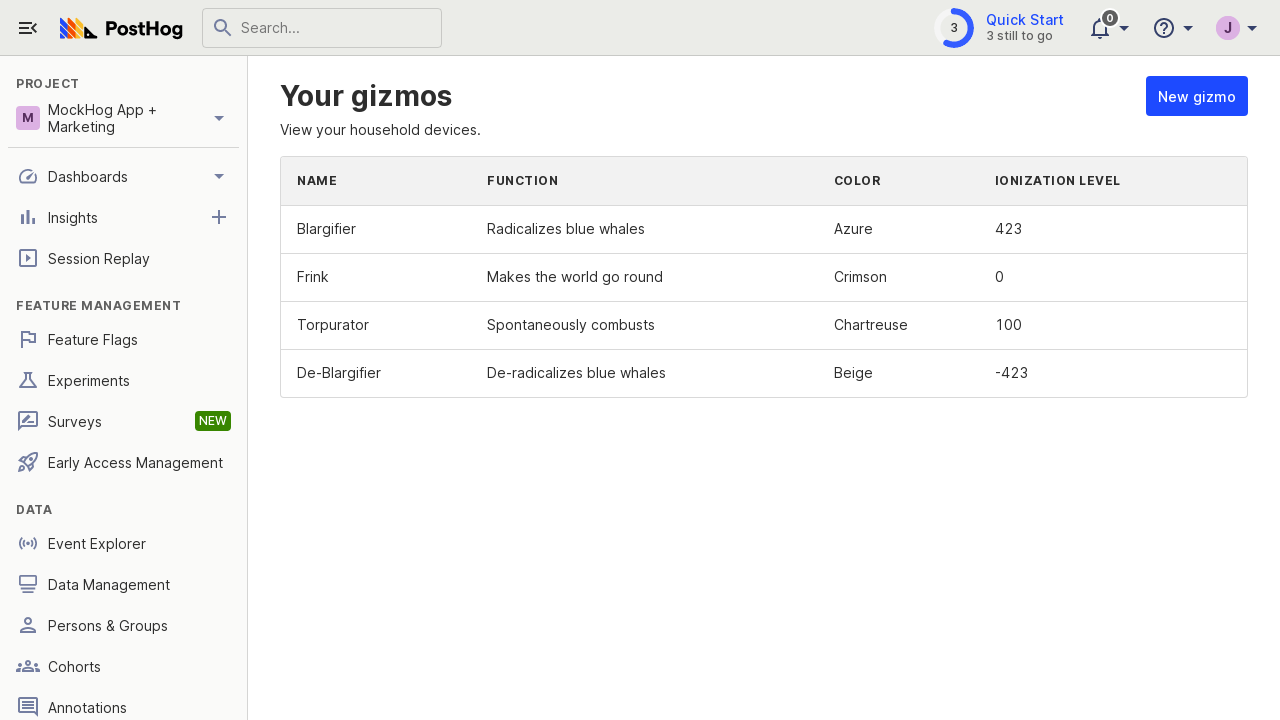 PostHog
Search...
3
Quick Start
3 still to go
0
J
PROJECT
M
MockHog App +
Marketing
Dashboards
Insights
Session Replay
FEATURE MANAGEMENT
Feature Flags
Experiments
Surveys
NEW
Early Access Management
DATA
Event Explorer
Data Management
Persons & Groups
Cohorts
Annotations
Your gizmos
New gizmo
View your household devices.
NAME FUNCTION COLOR IONIZATION LEVEL
Blargifier Radicalizes blue whales Azure 423
Frink Makes the world go round Crimson 0
Torpurator Spontaneously combusts Chartreuse 100
De-Blargifier De-radicalizes blue whales Beige -423